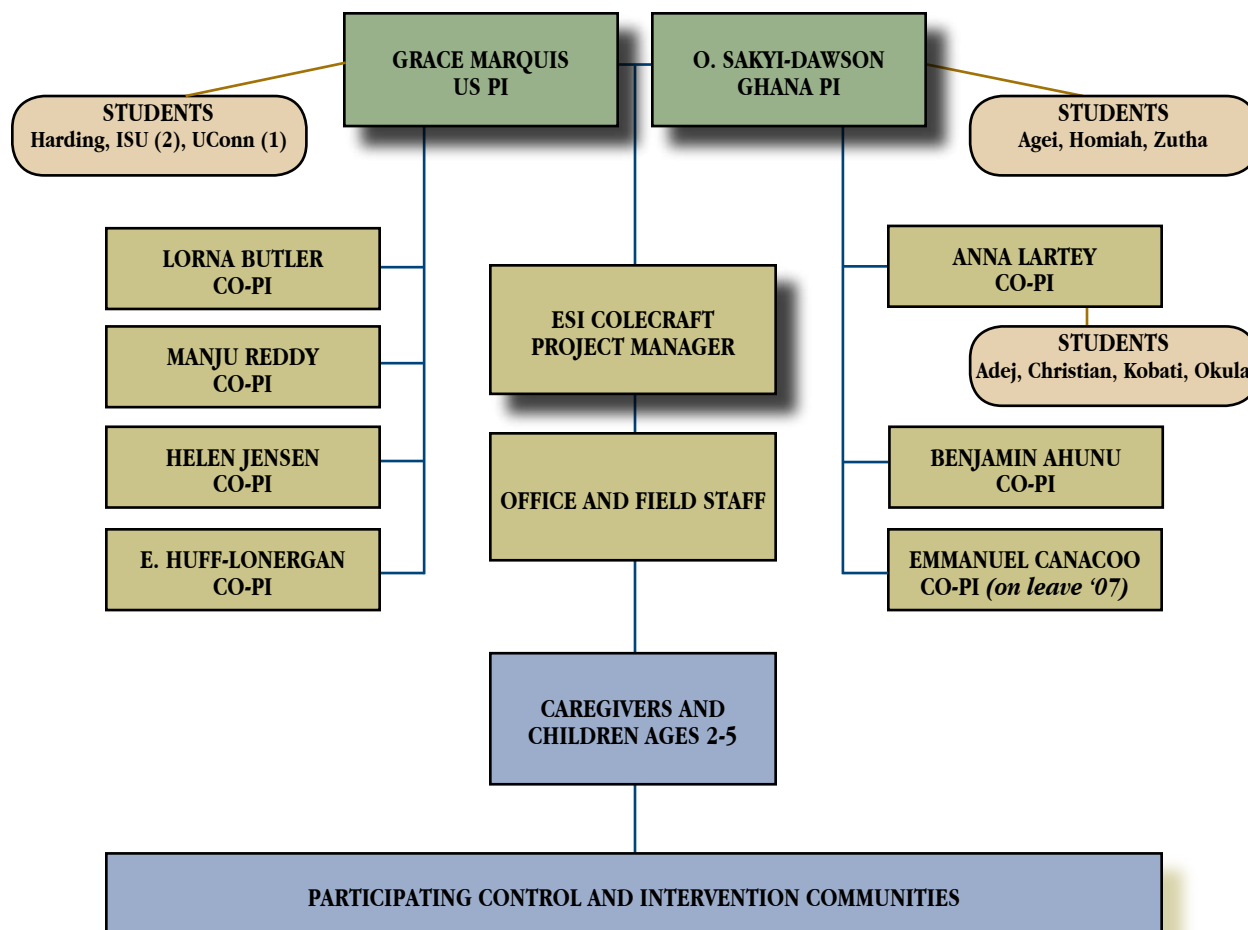 GRACE MARQUIS
US PI
O. SAKYI-DAWSON
GHANA PI
STUDENTS
Harding, ISU (2), UConn (1)
STUDENTS
Agei, Homiah, Zutha
LORNA BUTLER
CO-PI
MANJU REDDY
CO-PI
HELEN JENSEN
CO-PI
E. HUFF-LONERGAN
CO-PI
ESI COLECRAFT
PROJECT MANAGER
OFFICE AND FIELD STAFF
ANNA LARTEY
CO-PI
STUDENTS
Adej, Christian, Kobati, Okula
BENJAMIN AHUNU
CO-PI
EMMANUEL CANACOO
CO-PI (on leave ‘07)
CAREGIVERS AND
CHILDREN AGES 2-5
PARTICIPATING CONTROL AND INTERVENTION COMMUNITIES